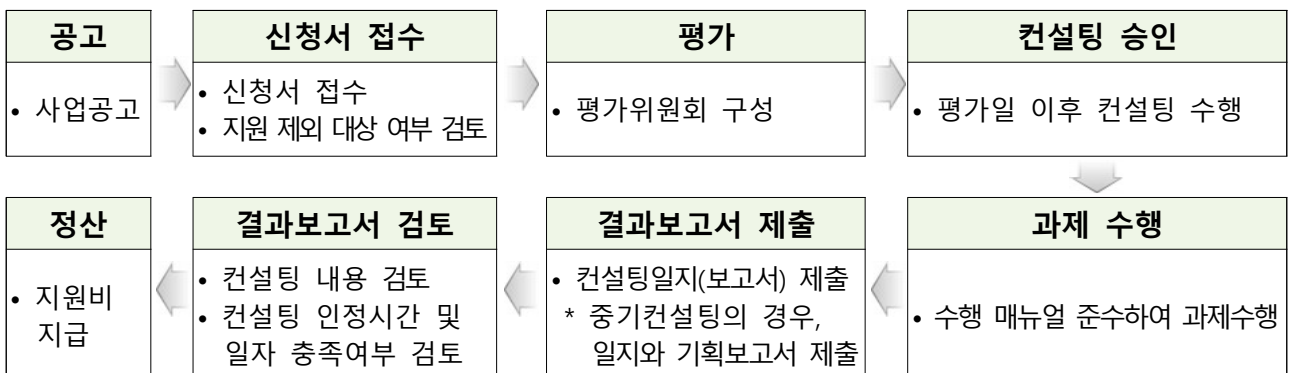 공고
• 사업공고
신청서 접수
• 신청서 접수
• 지원 제외 대상 여부 검토
평가
• 평가위원회 구성
컨설팅 승인
• 평가일 이후 컨설팅 수행
과제 수행
• 수행 매뉴얼 준수하여 과제수행
결과보고서 제출
• 컨설팅일지(보고서) 제출
* 중기컨설팅의 경우,
일지와 기획보고서 제출
결과보고서 검토
• 컨설팅 내용 검토
• 컨설팅 인정시간 및
일자 충족여부 검토
정산
• 지원비
지급